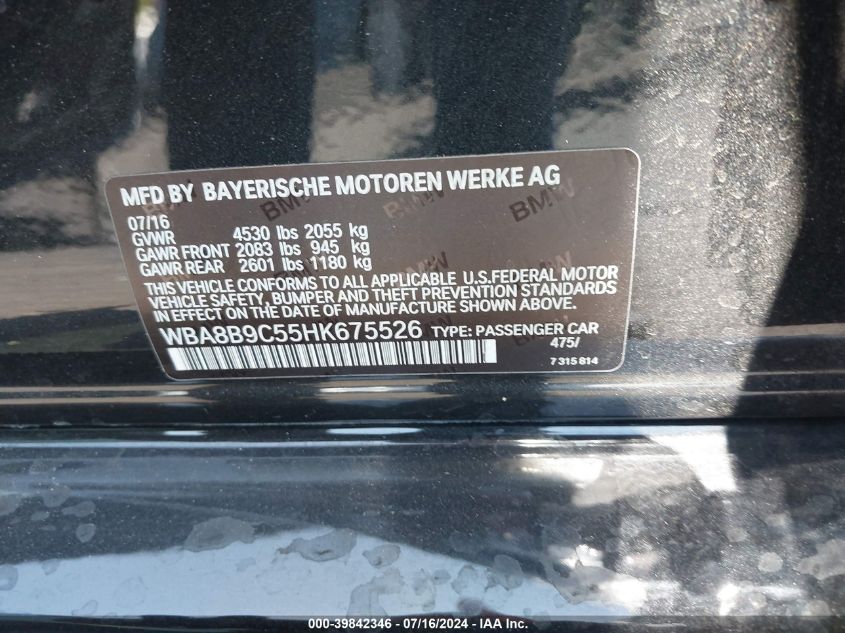 MFD BY BAYERISCHE MOTOREN WERKE AG
07/16
GVWR 4530 lbs 2055 kg
GAWR FRONT 2083 lbs 945 kg
GAWR REAR 2601 lbs 1180 kg
THIS VEHICLE CONFORMS TO ALL APPLICABLE U.S.FEDERAL MOTOR
VEHICLE SAFETY, BUMPER AND THEFT PREVENTION STANDARDS
IN EFFECT ON THE DATE OF MANUFACTURE SHOWN ABOVE.
WBA8B9C55HK675526 TYPE: PASSENGER CAR
475/
7 315 814
BMW
BMW
BMW
000-39842346 - 07/16/2024 - IAA Inc.